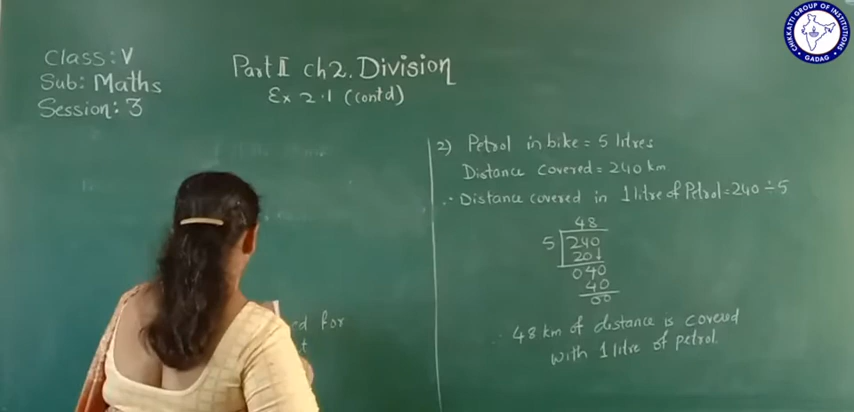 Class: V
Sub: Maths
Session: 3
Part II Ch 2. Division
Ex 2.1 (Contd)
for
2) Petrol in bike = 5 litres
Distance covered = 240 km
∴ Distance covered in 1 litre of Petrol = 240 ÷ 5
48
5 240
20↓
040
40
00
∴ 48 km of distance is covered
with 1 litre of petrol.
CHIKKATTI GROUP OF INSTITUTIONS
GADAG